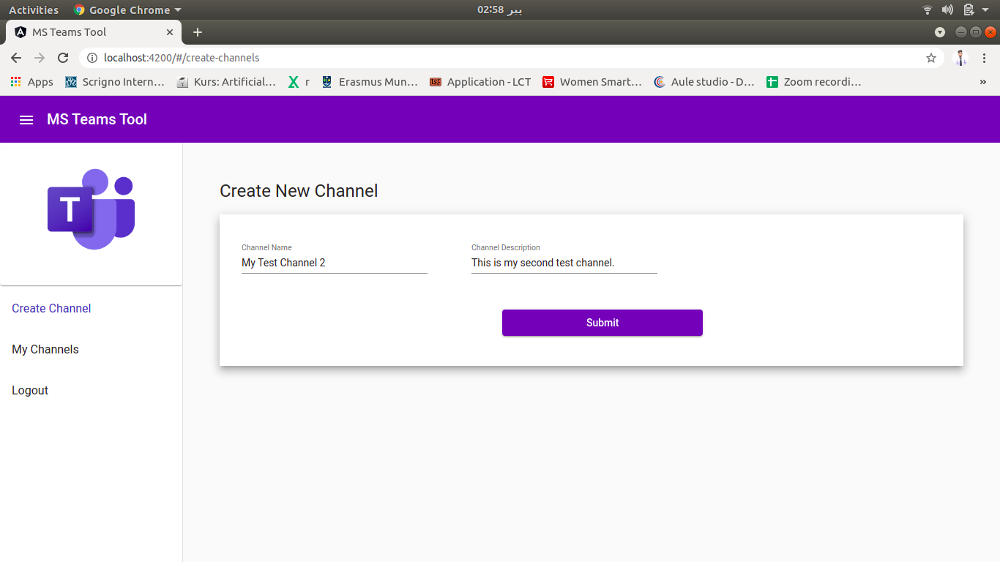 Activities Google Chrome 02:58 پیر
MS Teams Tool
localhost:4200/#/create-channels
Apps Scrigno Intern… Kurs: Artificial… r Erasmus Mun… Application - LCT Women Smart… Aule studio - D… Zoom recordi… »
MS Teams Tool
T
Create New Channel
Channel Name Channel Description
My Test Channel 2 This is my second test channel.
Submit
Create Channel
My Channels
Logout